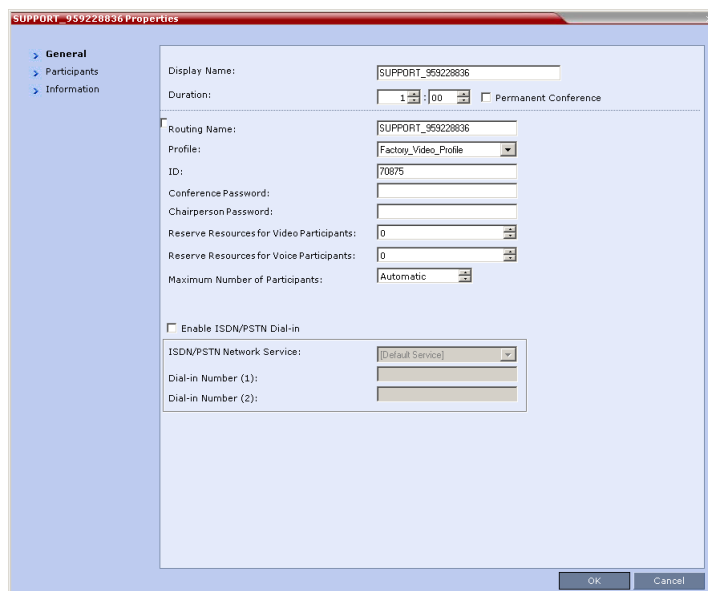 SUPPORT_959228836 Properties
General
Participants
Information
Display Name: SUPPORT_959228836
Duration: 1 : 00 Permanent Conference
Routing Name: SUPPORT_959228836
Profile: Factory_Video_Profile
ID: 70875
Conference Password:
Chairperson Password:
Reserve Resources for Video Participants: 0
Reserve Resources for Voice Participants: 0
Maximum Number of Participants: Automatic
Enable ISDN/PSTN Dial-in
ISDN/PSTN Network Service: [Default Service]
Dial-in Number (1):
Dial-in Number (2):
OK Cancel